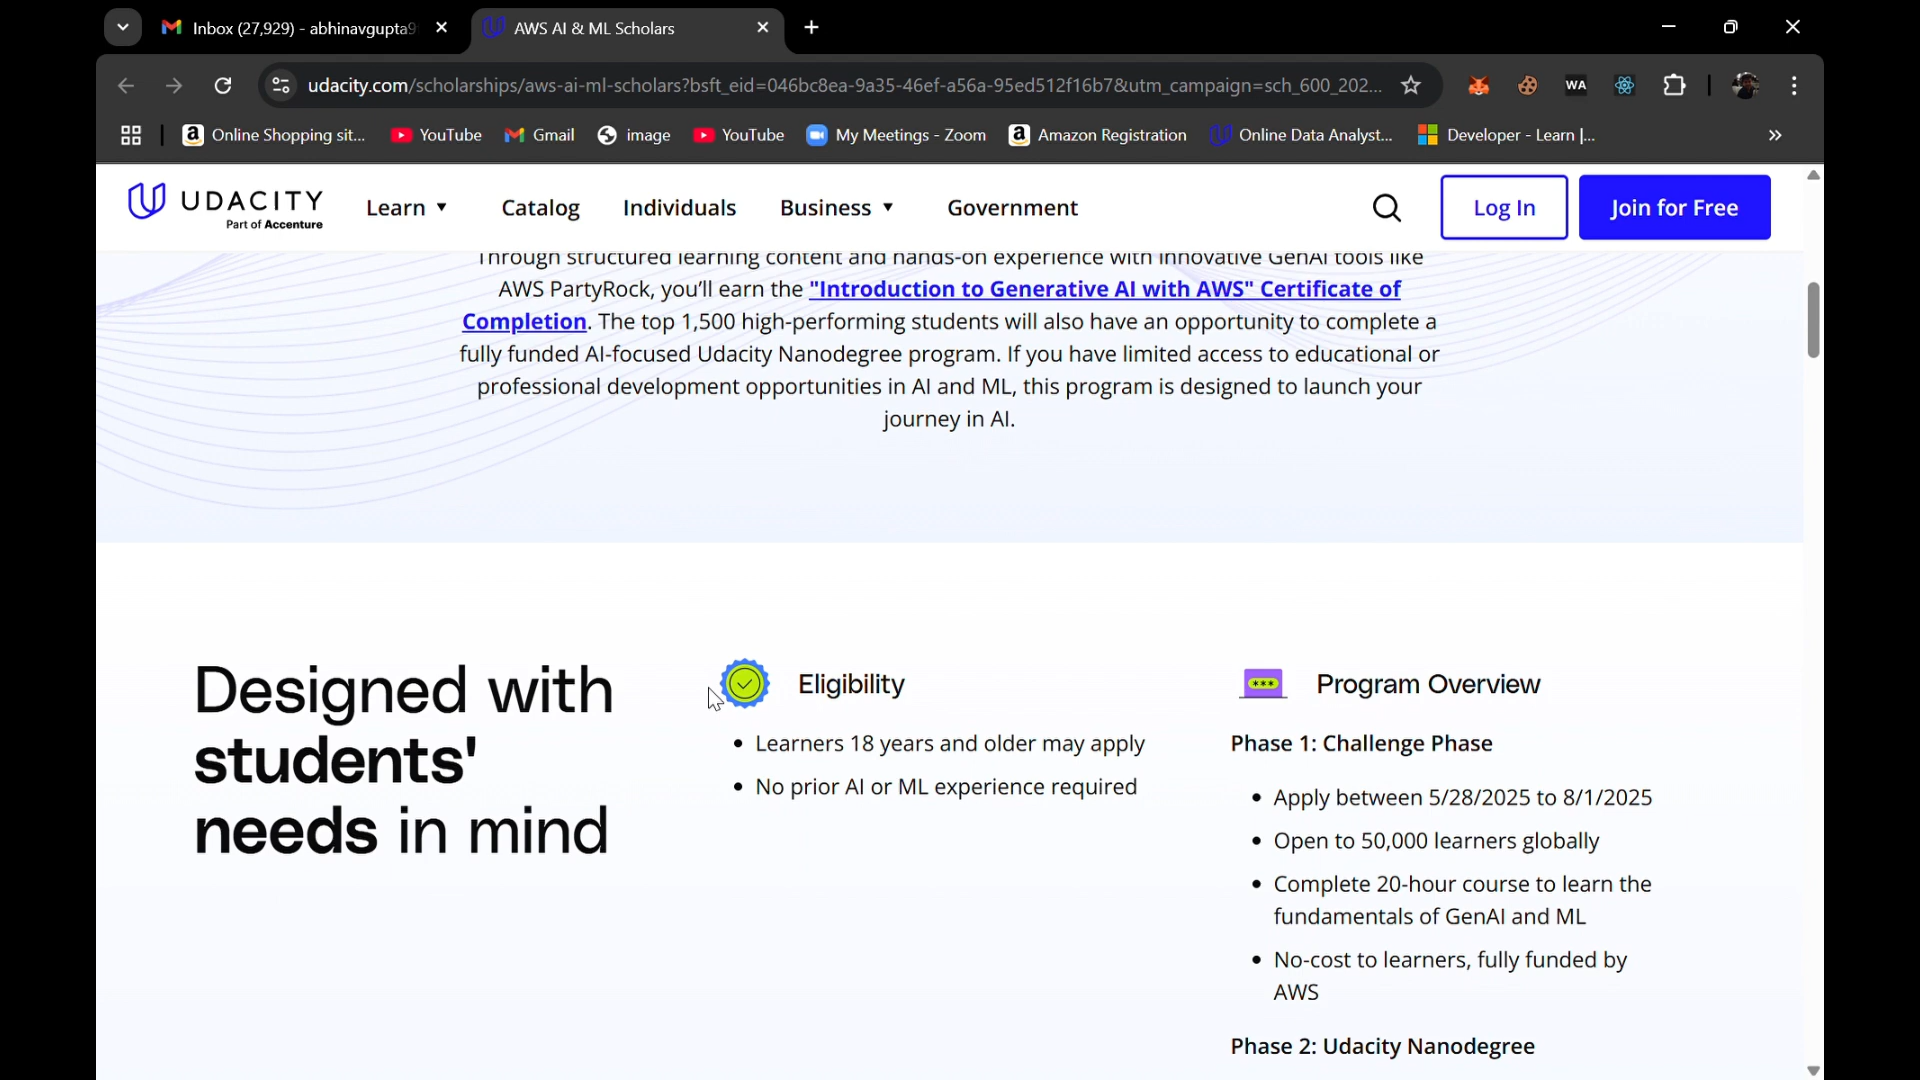 Inbox (27,929) - abhinavgupta9
AWS AI & ML Scholars
udacity.com/scholarships/aws-ai-ml-scholars?bsft_eid=046bc8ea-9a35-46ef-a56a-95ed512f16b7&utm_campaign=sch_600_202...
WA
Online Shopping sit...
YouTube
Gmail
image
YouTube
My Meetings - Zoom
Amazon Registration
Online Data Analyst...
Developer - Learn |...
UDACITY
Part of Accenture
Learn
Catalog
Individuals
Business
Government
Log In
Join for Free
Through structured learning content and hands-on experience with innovative GenAI tools like
AWS PartyRock, you'll earn the "Introduction to Generative AI with AWS" Certificate of
Completion. The top 1,500 high-performing students will also have an opportunity to complete a
fully funded AI-focused Udacity Nanodegree program. If you have limited access to educational or
professional development opportunities in AI and ML, this program is designed to launch your
journey in AI.
Designed with
students'
needs in mind
Eligibility
• Learners 18 years and older may apply
• No prior AI or ML experience required
Program Overview
Phase 1: Challenge Phase
• Apply between 5/28/2025 to 8/1/2025
• Open to 50,000 learners globally
• Complete 20-hour course to learn the
fundamentals of GenAI and ML
• No-cost to learners, fully funded by
AWS
Phase 2: Udacity Nanodegree